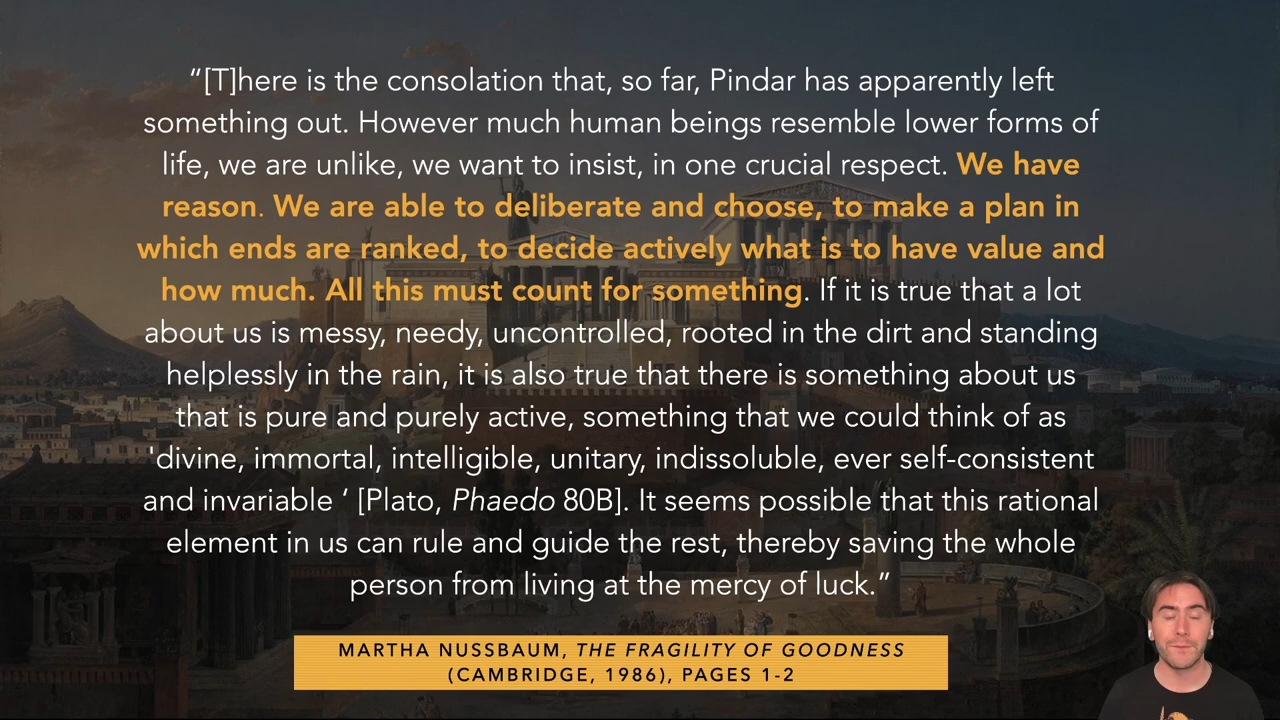 “[T]here is the consolation that, so far, Pindar has apparently left
something out. However much human beings resemble lower forms of
life, we are unlike, we want to insist, in one crucial respect. We have
reason. We are able to deliberate and choose, to make a plan in
which ends are ranked, to decide actively what is to have value and
how much. All this must count for something. If it is true that a lot
about us is messy, needy, uncontrolled, rooted in the dirt and standing
helplessly in the rain, it is also true that there is something about us
that is pure and purely active, something that we could think of as
'divine, immortal, intelligible, unitary, indissoluble, ever self-consistent
and invariable ‘ [Plato, Phaedo 80B]. It seems possible that this rational
element in us can rule and guide the rest, thereby saving the whole
person from living at the mercy of luck.”
MARTHA NUSSBAUM, THE FRAGILITY OF GOODNESS
(CAMBRIDGE, 1986), PAGES 1-2